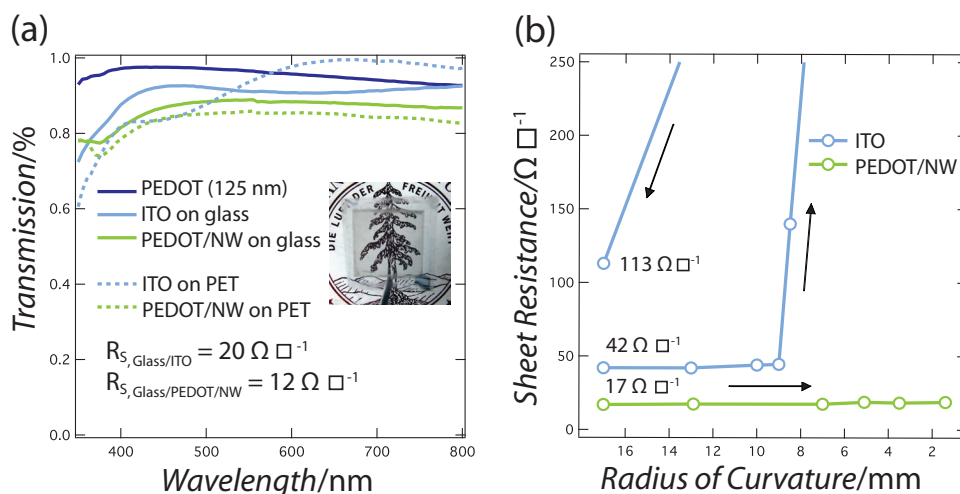 (a)
Transmission/%
1.0
0.8
0.6
0.4
0.2
0.0
PEDOT (125 nm)
ITO on glass
PEDOT/NW on glass
ITO on PET
PEDOT/NW on PET
DIE LUFT DER FREIHEIT WEHT
R_S,Glass/ITO = 20 Ω □⁻¹
R_S,Glass/PEDOT/NW = 12 Ω □⁻¹
400 500 600 700 800
Wavelength/nm
(b)
Sheet Resistance/Ω □⁻¹
250
200
150
100
50
0
ITO
PEDOT/NW
113 Ω □⁻¹
42 Ω □⁻¹
17 Ω □⁻¹
16 14 12 10 8 6 4 2
Radius of Curvature/mm